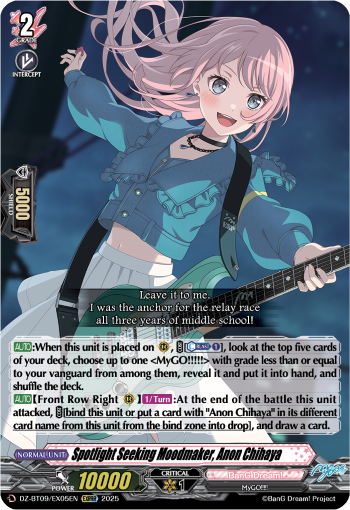 2
GRADE
INTERCEPT
5000
SHIELD
Leave it to me.
I was the anchor for the relay race
all three years of middle school!
AUTO:When this unit is placed on, look at the top five cards
of your deck, choose up to one <MyGO!!!!!> with grade less than or equal
to your vanguard from among them, reveal it and put it into hand, and
shuffle the deck.
AUTO[Front Row Right 1/Turn:At the end of the battle this unit
attacked, [bind this unit or put a card with "Anon Chihaya" in its different
card name from this unit from the bind zone into drop], and draw a card.
NORMAL UNIT
Spotlight Seeking Moodmaker, Anon Chihaya
POWER 10000
CRITICAL
1
BanG Dream!
MyGO!!!!!
DZ-BT09/EX05EN 2025
©BanG Dream! Project